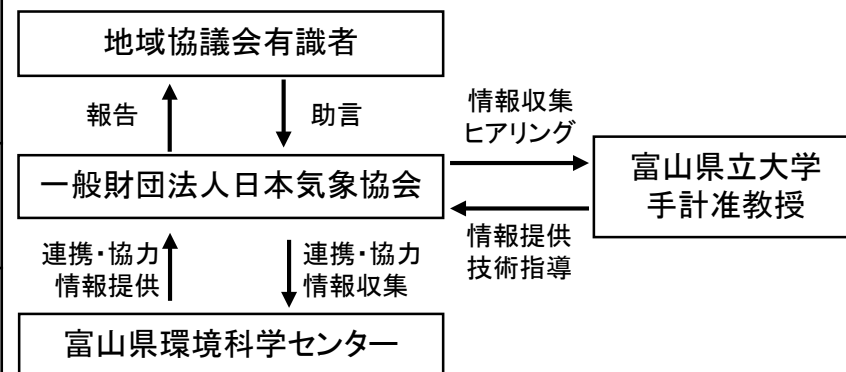 地域協議会有識者
報告
助言
情報収集
ヒアリング
一般財団法人日本気象協会
富山県立大学
手計准教授
連携・協力
情報提供
連携・協力
情報収集
情報提供
技術指導
富山県環境科学センター